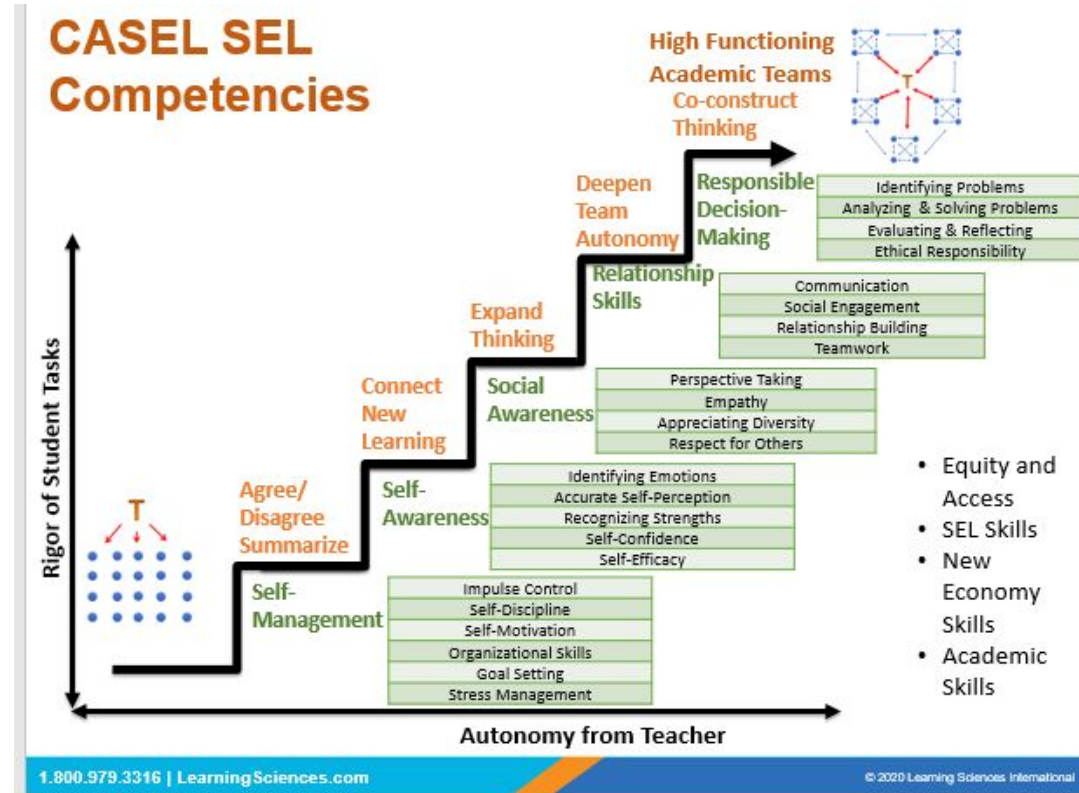 CASEL SEL
Competencies
High Functioning
Academic Teams
Co-construct
Thinking
T
Deepen
Team
Autonomy
Responsible
Decision-
Making
Identifying Problems
Analyzing & Solving Problems
Evaluating & Reflecting
Ethical Responsibility
Relationship
Skills
Communication
Social Engagement
Relationship Building
Teamwork
Expand
Thinking
Social
Awareness
Perspective Taking
Empathy
Appreciating Diversity
Respect for Others
Connect
New
Learning
Self-
Awareness
Identifying Emotions
Accurate Self-Perception
Recognizing Strengths
Self-Confidence
Self-Efficacy
Agree/
Disagree
Summarize
Self-
Management
Impulse Control
Self-Discipline
Self-Motivation
Organizational Skills
Goal Setting
Stress Management
T
Rigor of Student Tasks
Autonomy from Teacher
• Equity and
Access
• SEL Skills
• New
Economy
Skills
• Academic
Skills
1.800.979.3316 | LearningSciences.com
© 2020 Learning Sciences International